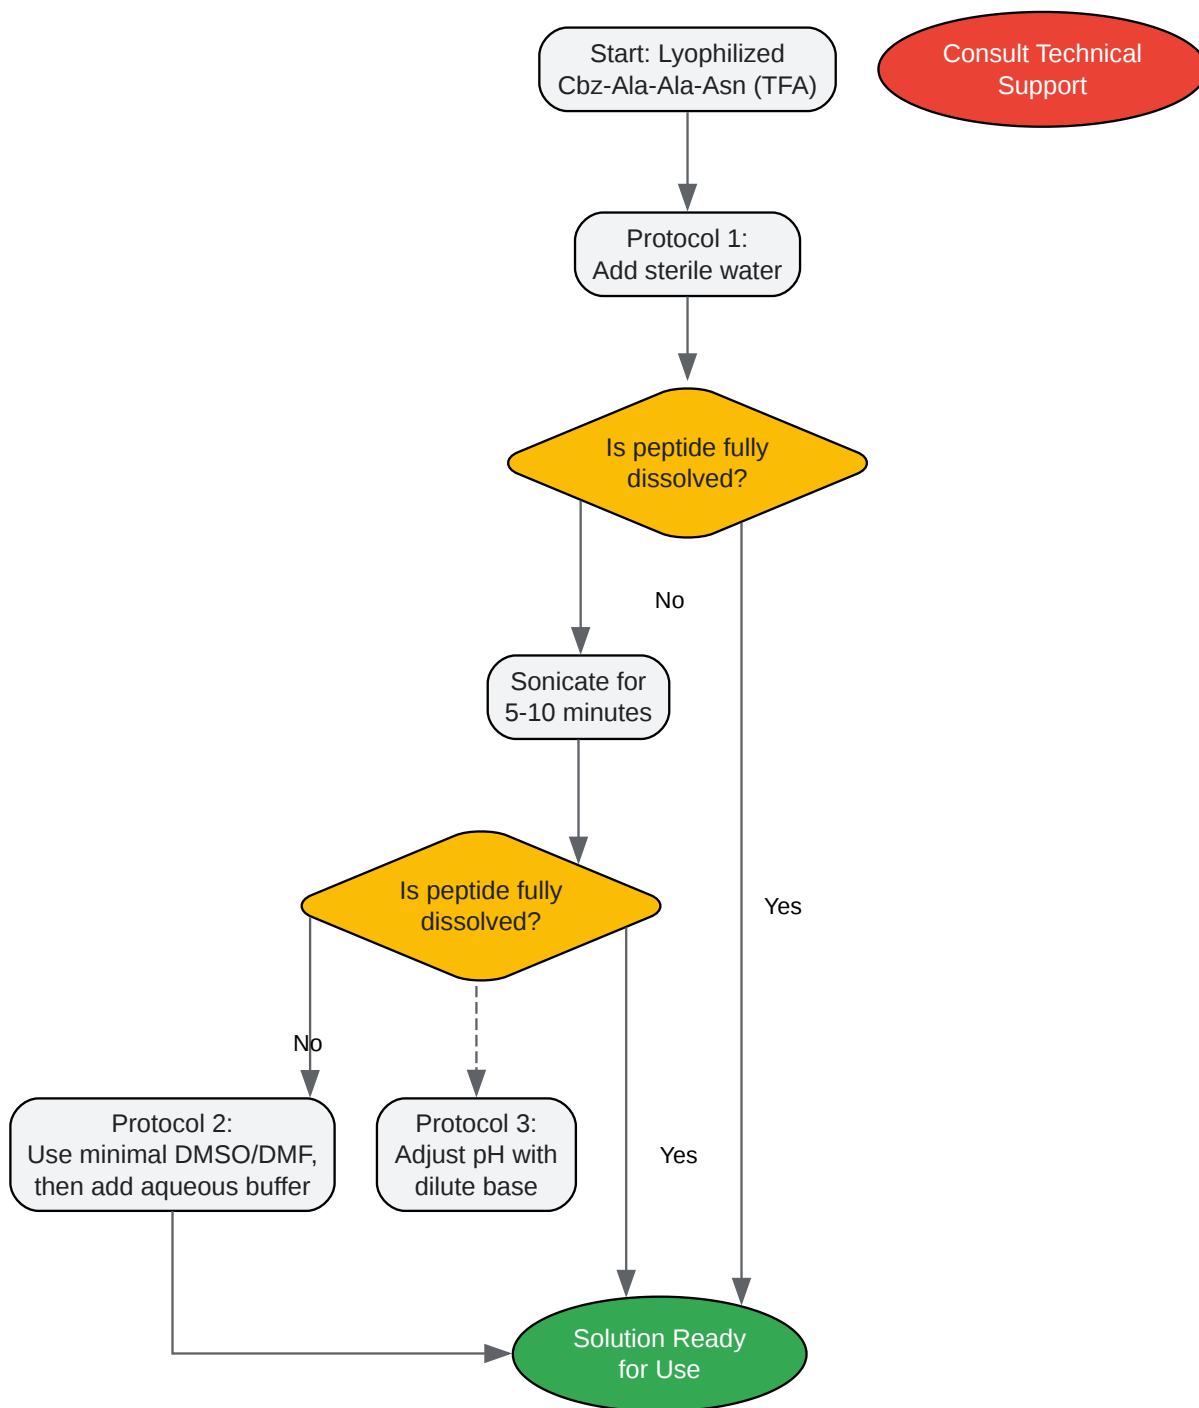 Start: Lyophilized
Cbz-Ala-Ala-Asn (TFA)
Consult Technical
Support
Protocol 1:
Add sterile water
Is peptide fully
dissolved?
No
Sonicate for
5-10 minutes
Is peptide fully
dissolved?
Yes
No
Protocol 2:
Use minimal DMSO/DMF,
then add aqueous buffer
Protocol 3:
Adjust pH with
dilute base
Yes
Solution Ready
for Use